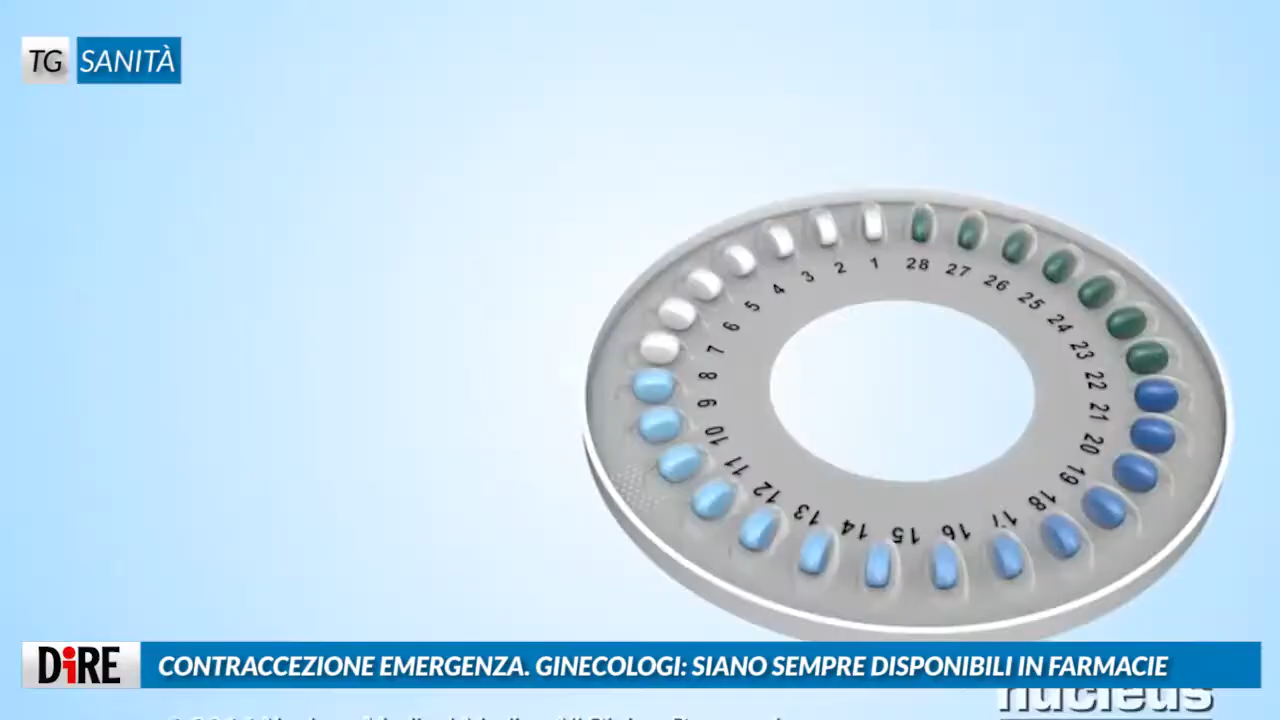 TG SANITÀ
1 2 3 4 5 6 7 8 9 10 11 12 13 14 15 16 17 18 19 20 21 22 23 24 25 26 27 28
DiRE CONTRACCEZIONE EMERGENZA. GINECOLOGI: SIANO SEMPRE DISPONIBILI IN FARMACIE
nucleus